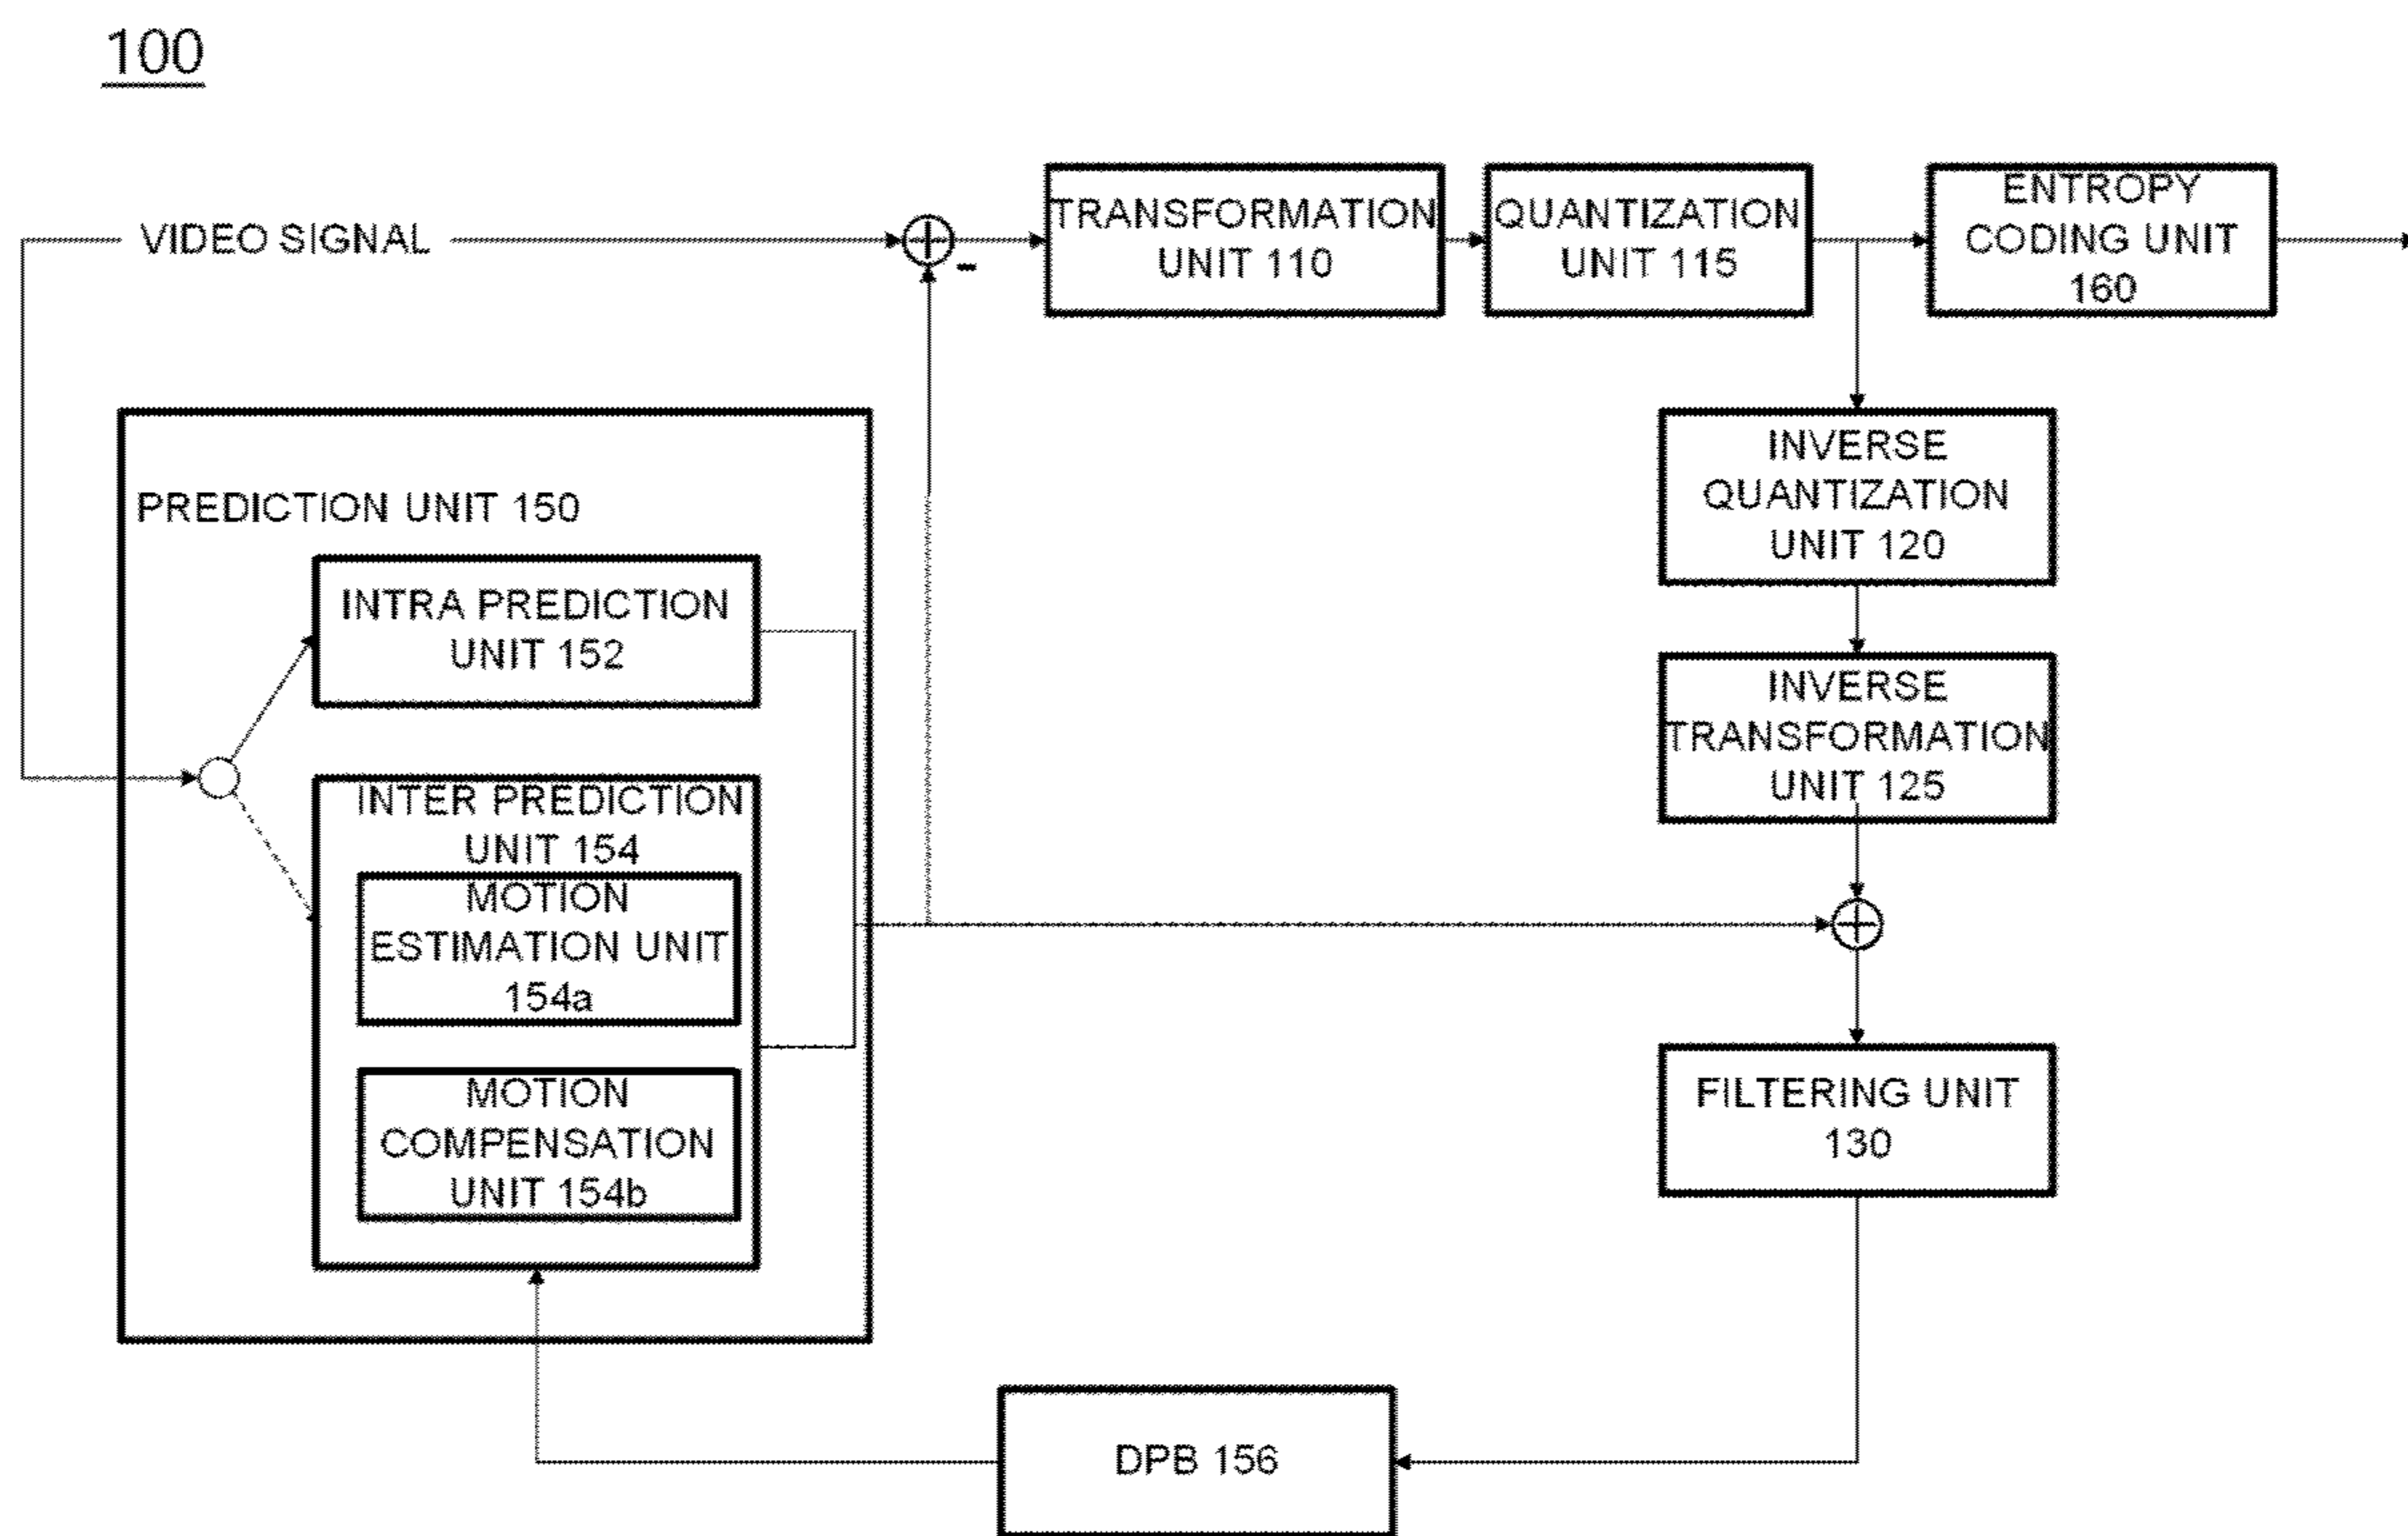 100
VIDEO SIGNAL
-
TRANSFORMATION
UNIT 110
QUANTIZATION
UNIT 115
ENTROPY
CODING UNIT
160
INVERSE
QUANTIZATION
UNIT 120
INVERSE
TRANSFORMATION
UNIT 125
PREDICTION UNIT 150
INTRA PREDICTION
UNIT 152
INTER PREDICTION
UNIT 154
MOTION
ESTIMATION UNIT
154a
MOTION
COMPENSATION
UNIT 154b
FILTERING UNIT
130
DPB 156